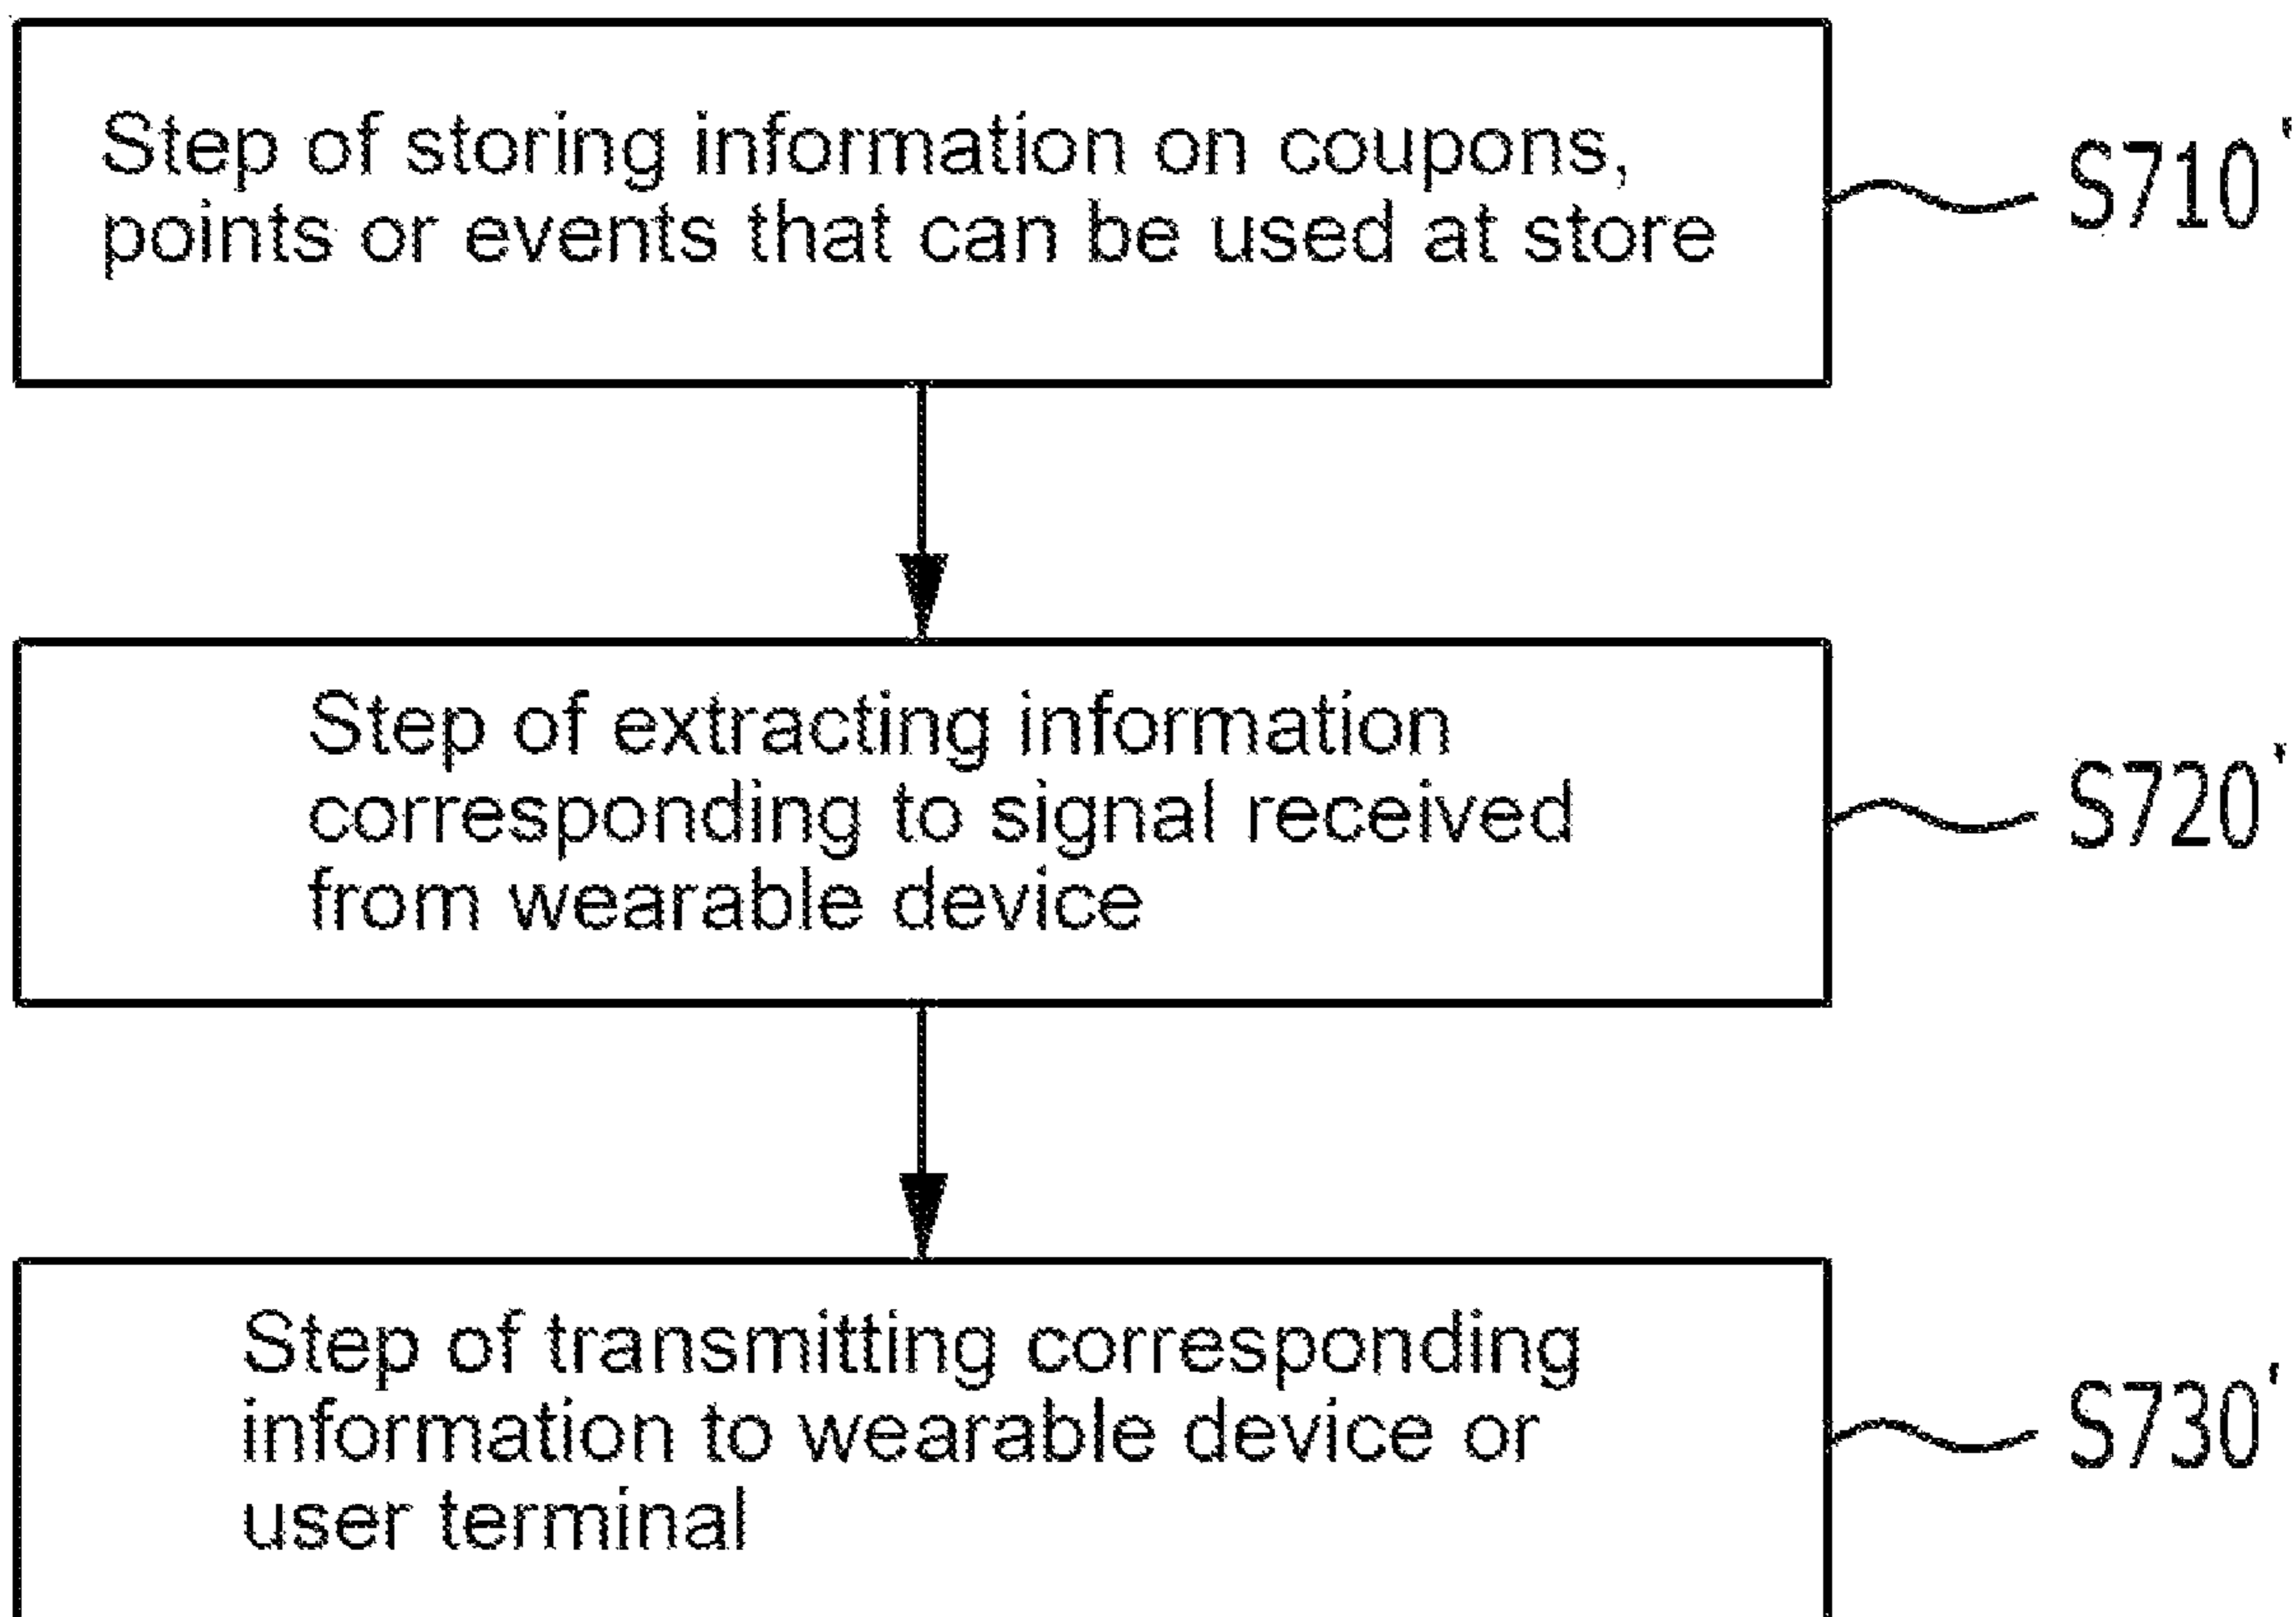 Step of storing information on coupons,
points or events that can be used at store
S710'
Step of extracting information
corresponding to signal received
from wearable device
S720'
Step of transmitting corresponding
information to wearable device or
user terminal
S730'